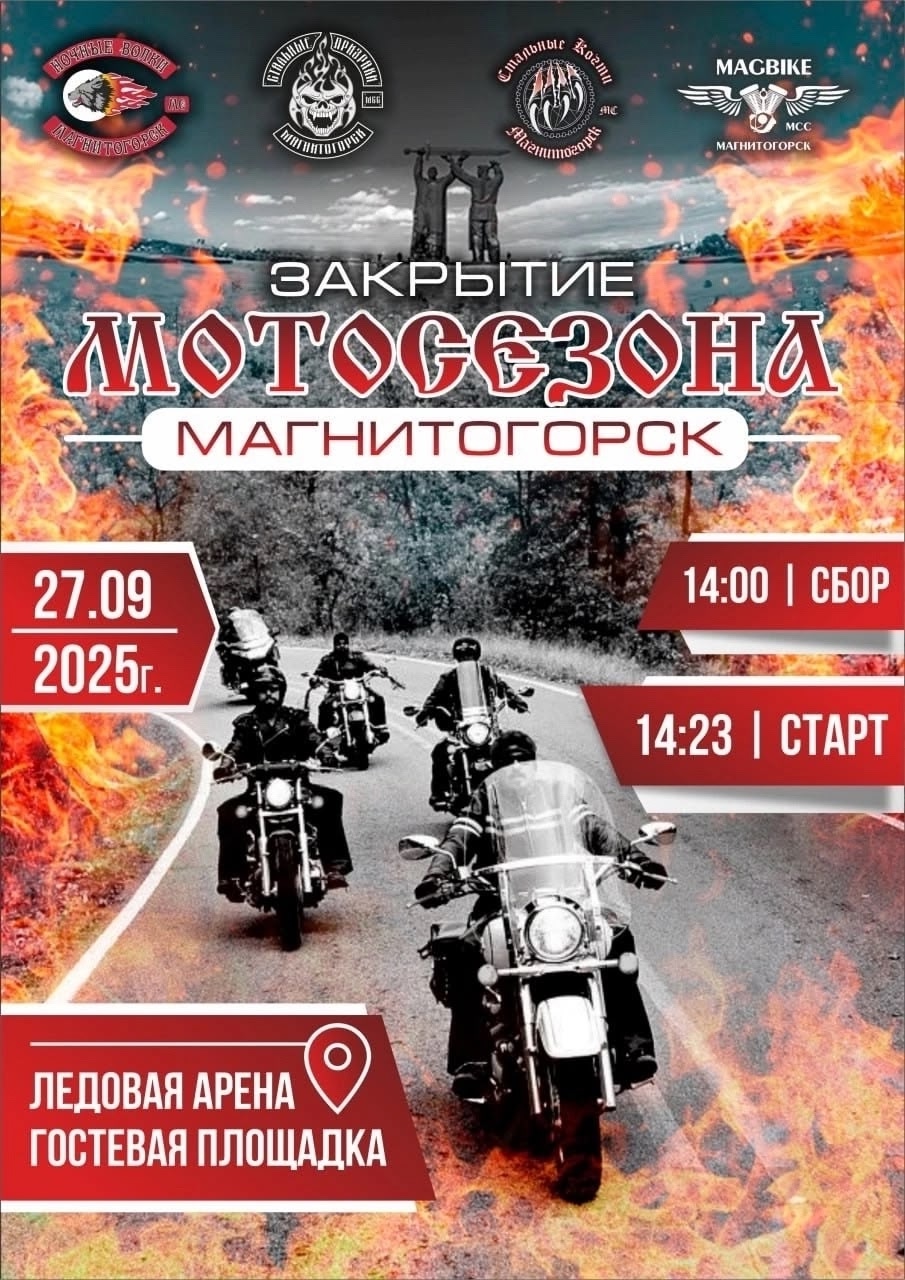 НОЧНЫЕ ВОЛКИ
МС
МАГНИТОГОРСК
СТАЛЬНЫЕ ПРИЗРАКИ
МАГНИТОГОРСК
Стальные Когти
МС
Магнитогорск
MAGBIKE
МСС
МАГНИТОГОРСК
ЗАКРЫТИЕ
МОТОСЕЗОНА
МАГНИТОГОРСК
27.09
2025г.
14:00 | СБОР
14:23 | СТАРТ
ЛЕДОВАЯ АРЕНА
ГОСТЕВАЯ ПЛОЩАДКА